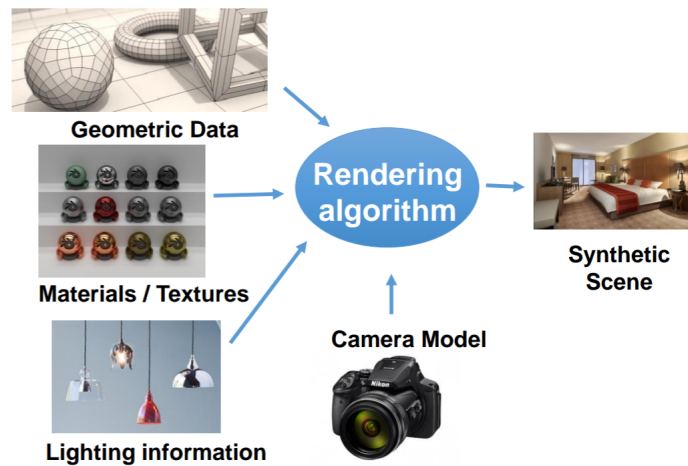 Geometric Data
Rendering
algorithm
Materials / Textures
Synthetic
Scene
Camera Model
Nikon
Lighting information